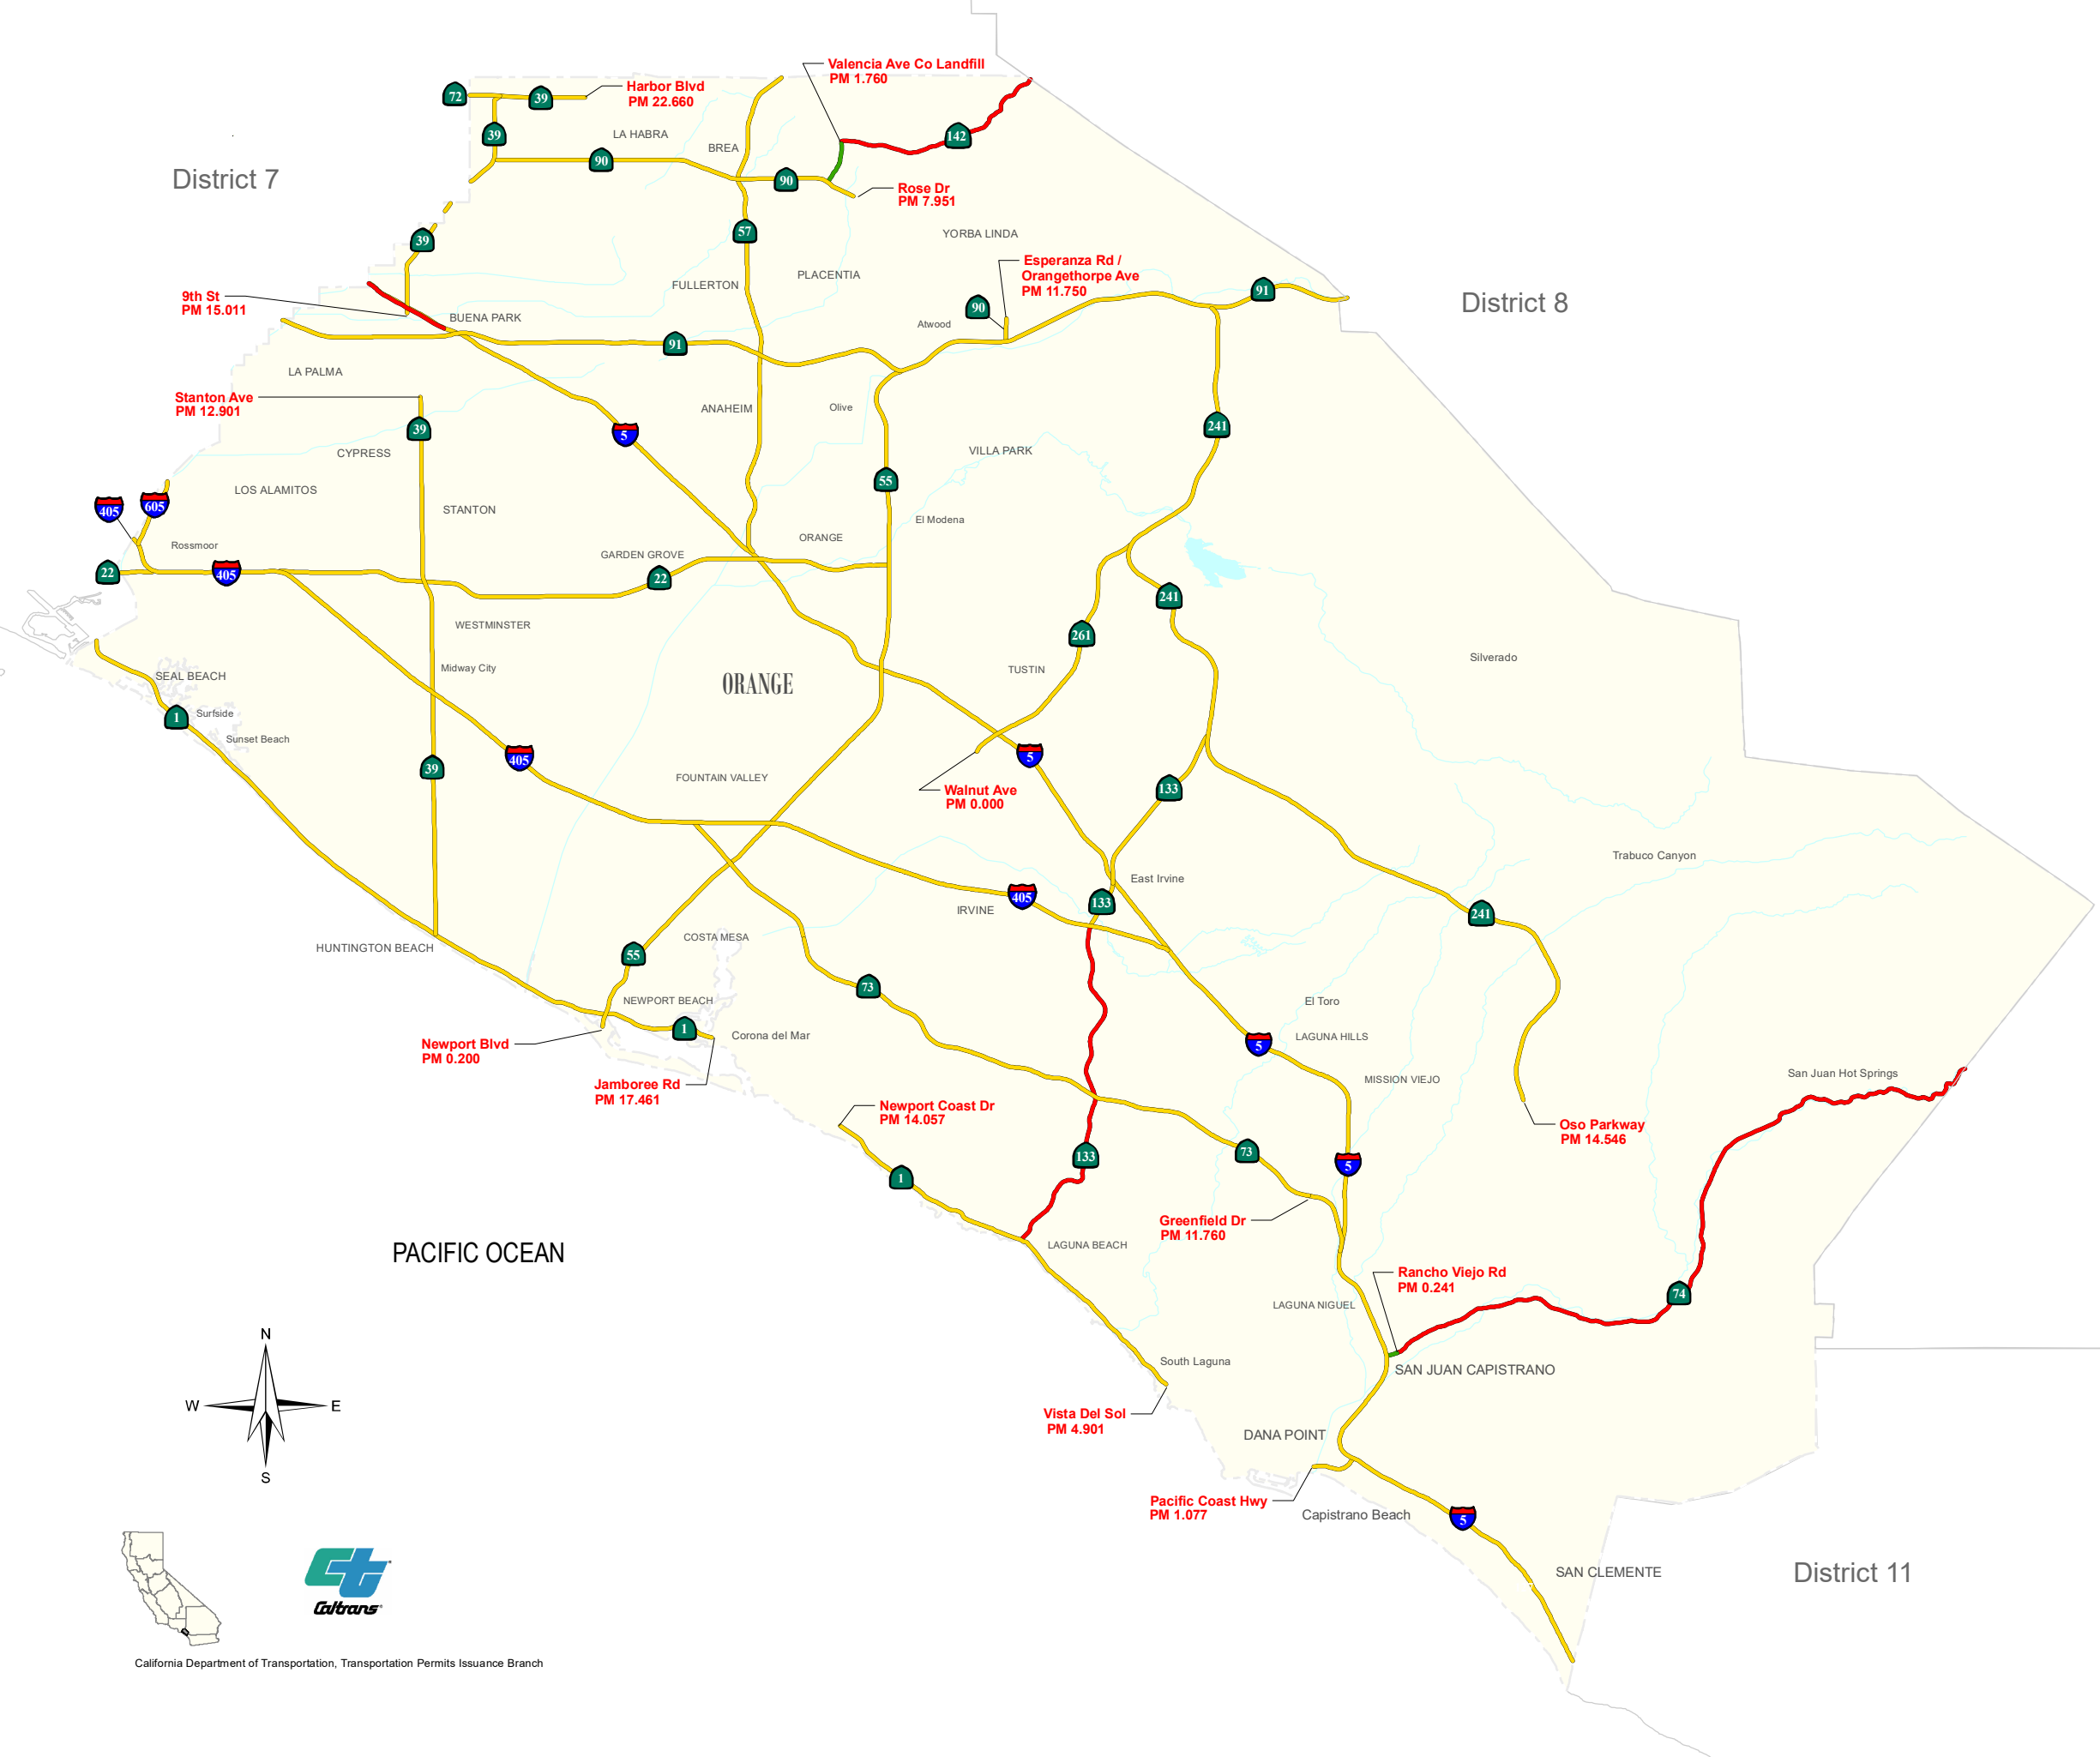 Valencia Ave Co Landfill
PM 1.760
72
39
Harbor Blvd
PM 22.660
39
LA HABRA
142
BREA
90
District 7
90
Rose Dr
PM 7.951
39
57
YORBA LINDA
Esperanza Rd /
Orangethorpe Ave
PM 11.750
PLACENTIA
FULLERTON
91
District 8
9th St
PM 15.011
90
BUENA PARK
Atwood
91
LA PALMA
Stanton Ave
PM 12.901
ANAHEIM
Olive
39
5
241
CYPRESS
VILLA PARK
55
LOS ALAMITOS
405
605
STANTON
El Modena
Rossmoor
ORANGE
GARDEN GROVE
22
405
22
241
WESTMINSTER
261
Midway City
Silverado
TUSTIN
SEAL BEACH
ORANGE
1
Surfside
Sunset Beach
405
5
39
FOUNTAIN VALLEY
133
Walnut Ave
PM 0.000
Trabuco Canyon
East Irvine
405
133
IRVINE
241
COSTA MESA
HUNTINGTON BEACH
55
73
NEWPORT BEACH
El Toro
1
Corona del Mar
LAGUNA HILLS
Newport Blvd
PM 0.200
5
San Juan Hot Springs
MISSION VIEJO
Jamboree Rd
PM 17.461
Newport Coast Dr
PM 14.057
Oso Parkway
PM 14.546
133
73
5
1
Greenfield Dr
PM 11.760
LAGUNA BEACH
PACIFIC OCEAN
Rancho Viejo Rd
PM 0.241
74
LAGUNA NIGUEL
N
South Laguna
SAN JUAN CAPISTRANO
W
E
Vista Del Sol
PM 4.901
DANA POINT
S
Pacific Coast Hwy
PM 1.077
Capistrano Beach
5
SAN CLEMENTE
District 11
Caltrans
California Department of Transportation, Transportation Permits Issuance Branch